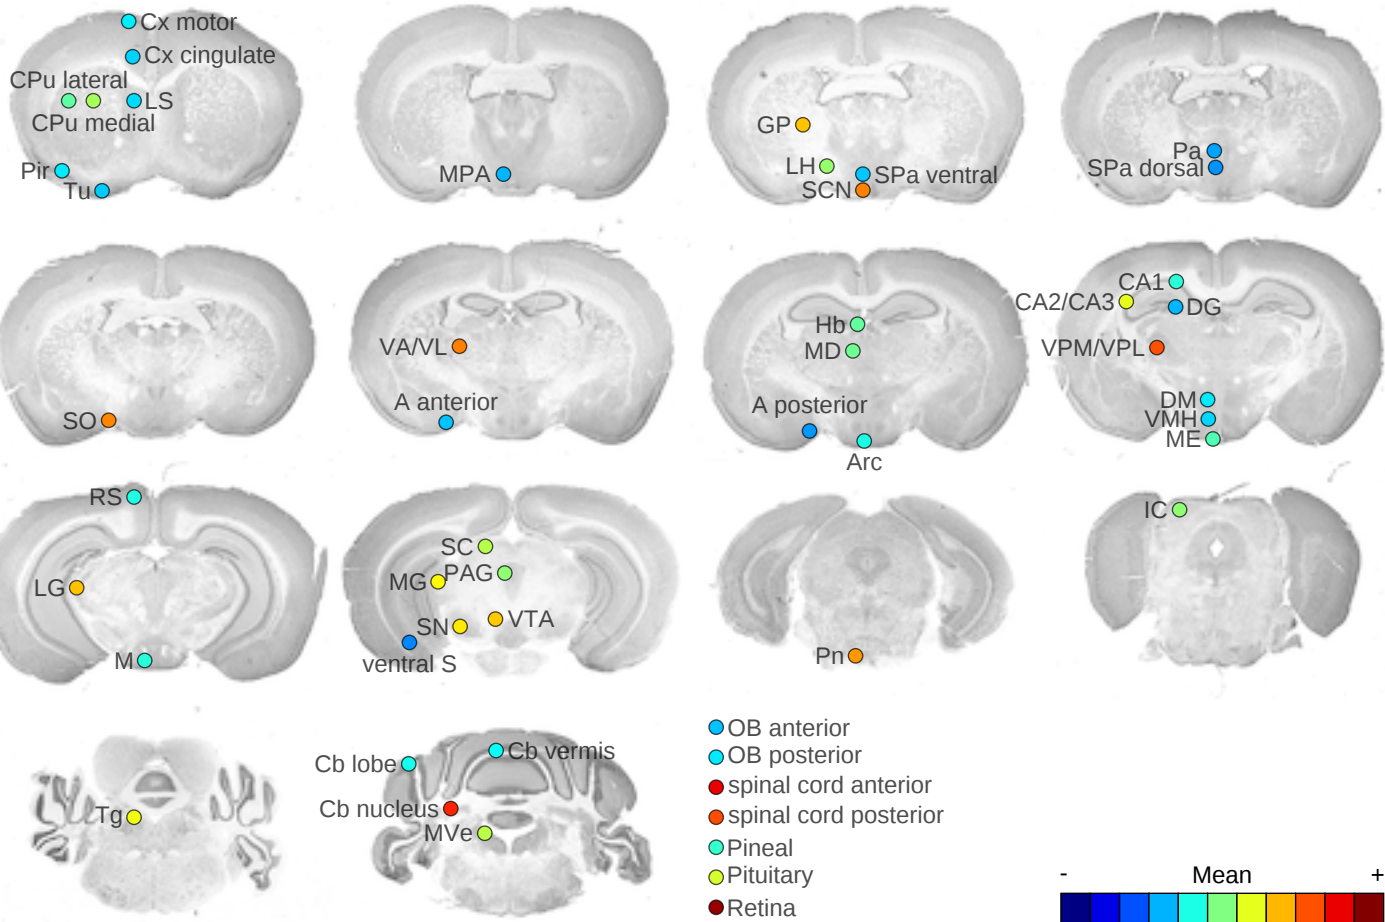 Cx motor
Cx cingulate
CPu lateral
LS
CPu medial
Pir
Tu
MPA
GP
LH
SPa ventral
SCN
Pa
SPa dorsal
SO
VA/VL
A anterior
Hb
MD
A posterior
Arc
CA1
CA2/CA3
DG
VPM/VPL
DM
VMH
ME
RS
LG
M
SC
PAG
MG
SN
VTA
ventral S
Pn
IC
Tg
Cb lobe
Cb vermis
Cb nucleus
MVe
OB anterior
OB posterior
spinal cord anterior
spinal cord posterior
Pineal
Pituitary
Retina
- Mean +